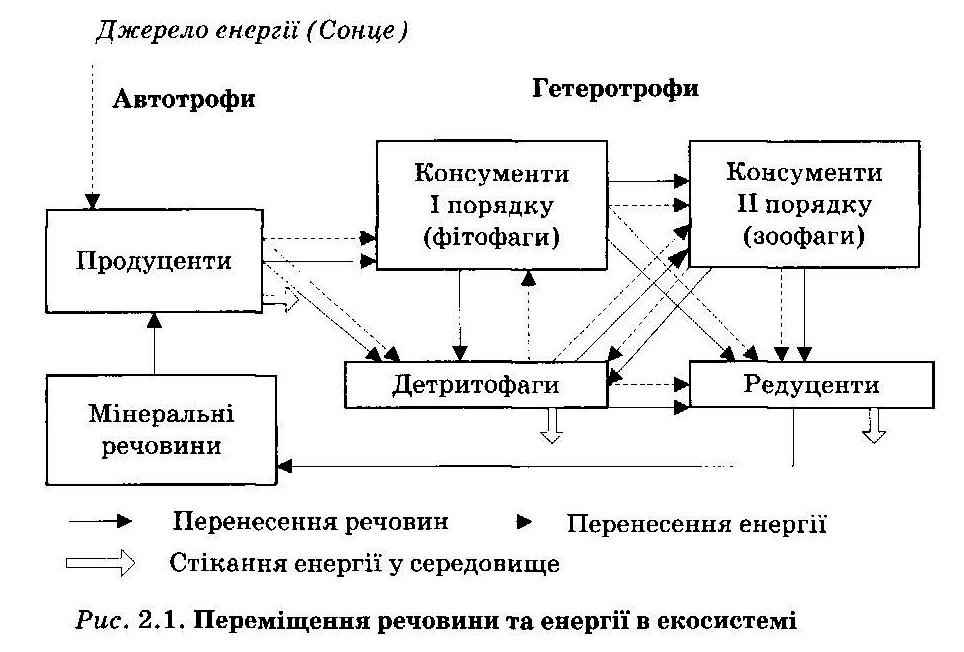 Джерело енергії (Сонце)
Автотрофи
Гетеротрофи
Консументи
I порядку
(фітофаги)
Консументи
II порядку
(зоофаги)
Продуценти
Детритофаги
Редуценти
Мінеральні
речовини
Перенесення речовин
Перенесення енергії
Стікання енергії у середовище
Рис. 2.1. Переміщення речовини та енергії в екосистемі